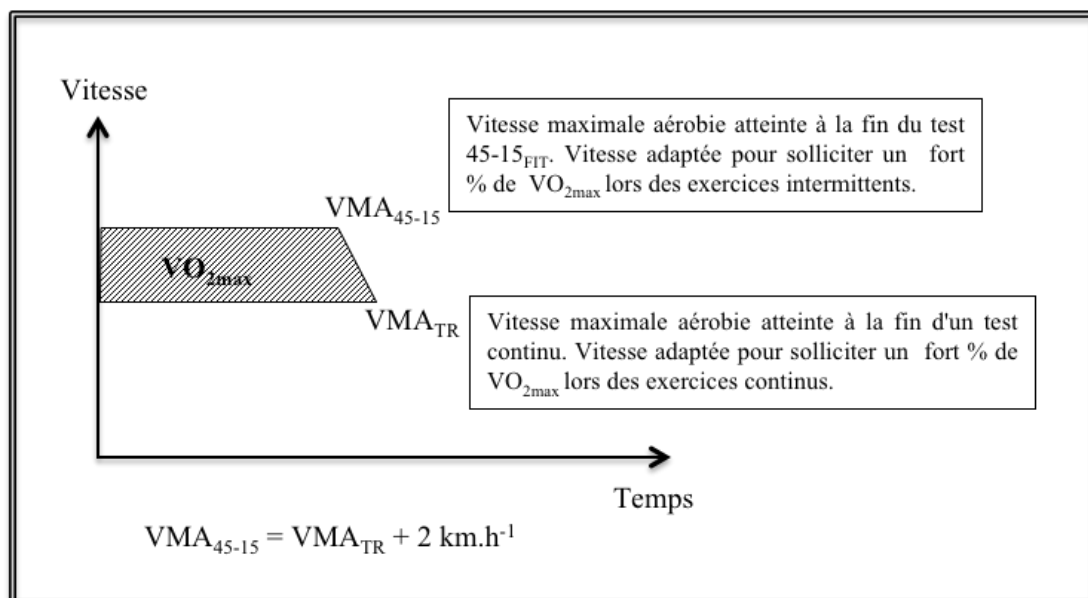 Vitesse
Vitesse maximale aérobie atteinte à la fin du test
45-15FIT. Vitesse adaptée pour solliciter un fort
% de VO2max lors des exercices intermittents.
VMA45-15
VO2max
VMATR
Vitesse maximale aérobie atteinte à la fin d'un test
continu. Vitesse adaptée pour solliciter un fort % de
VO2max lors des exercices continus.
Temps
VMA45-15 = VMATR + 2 km.h-1